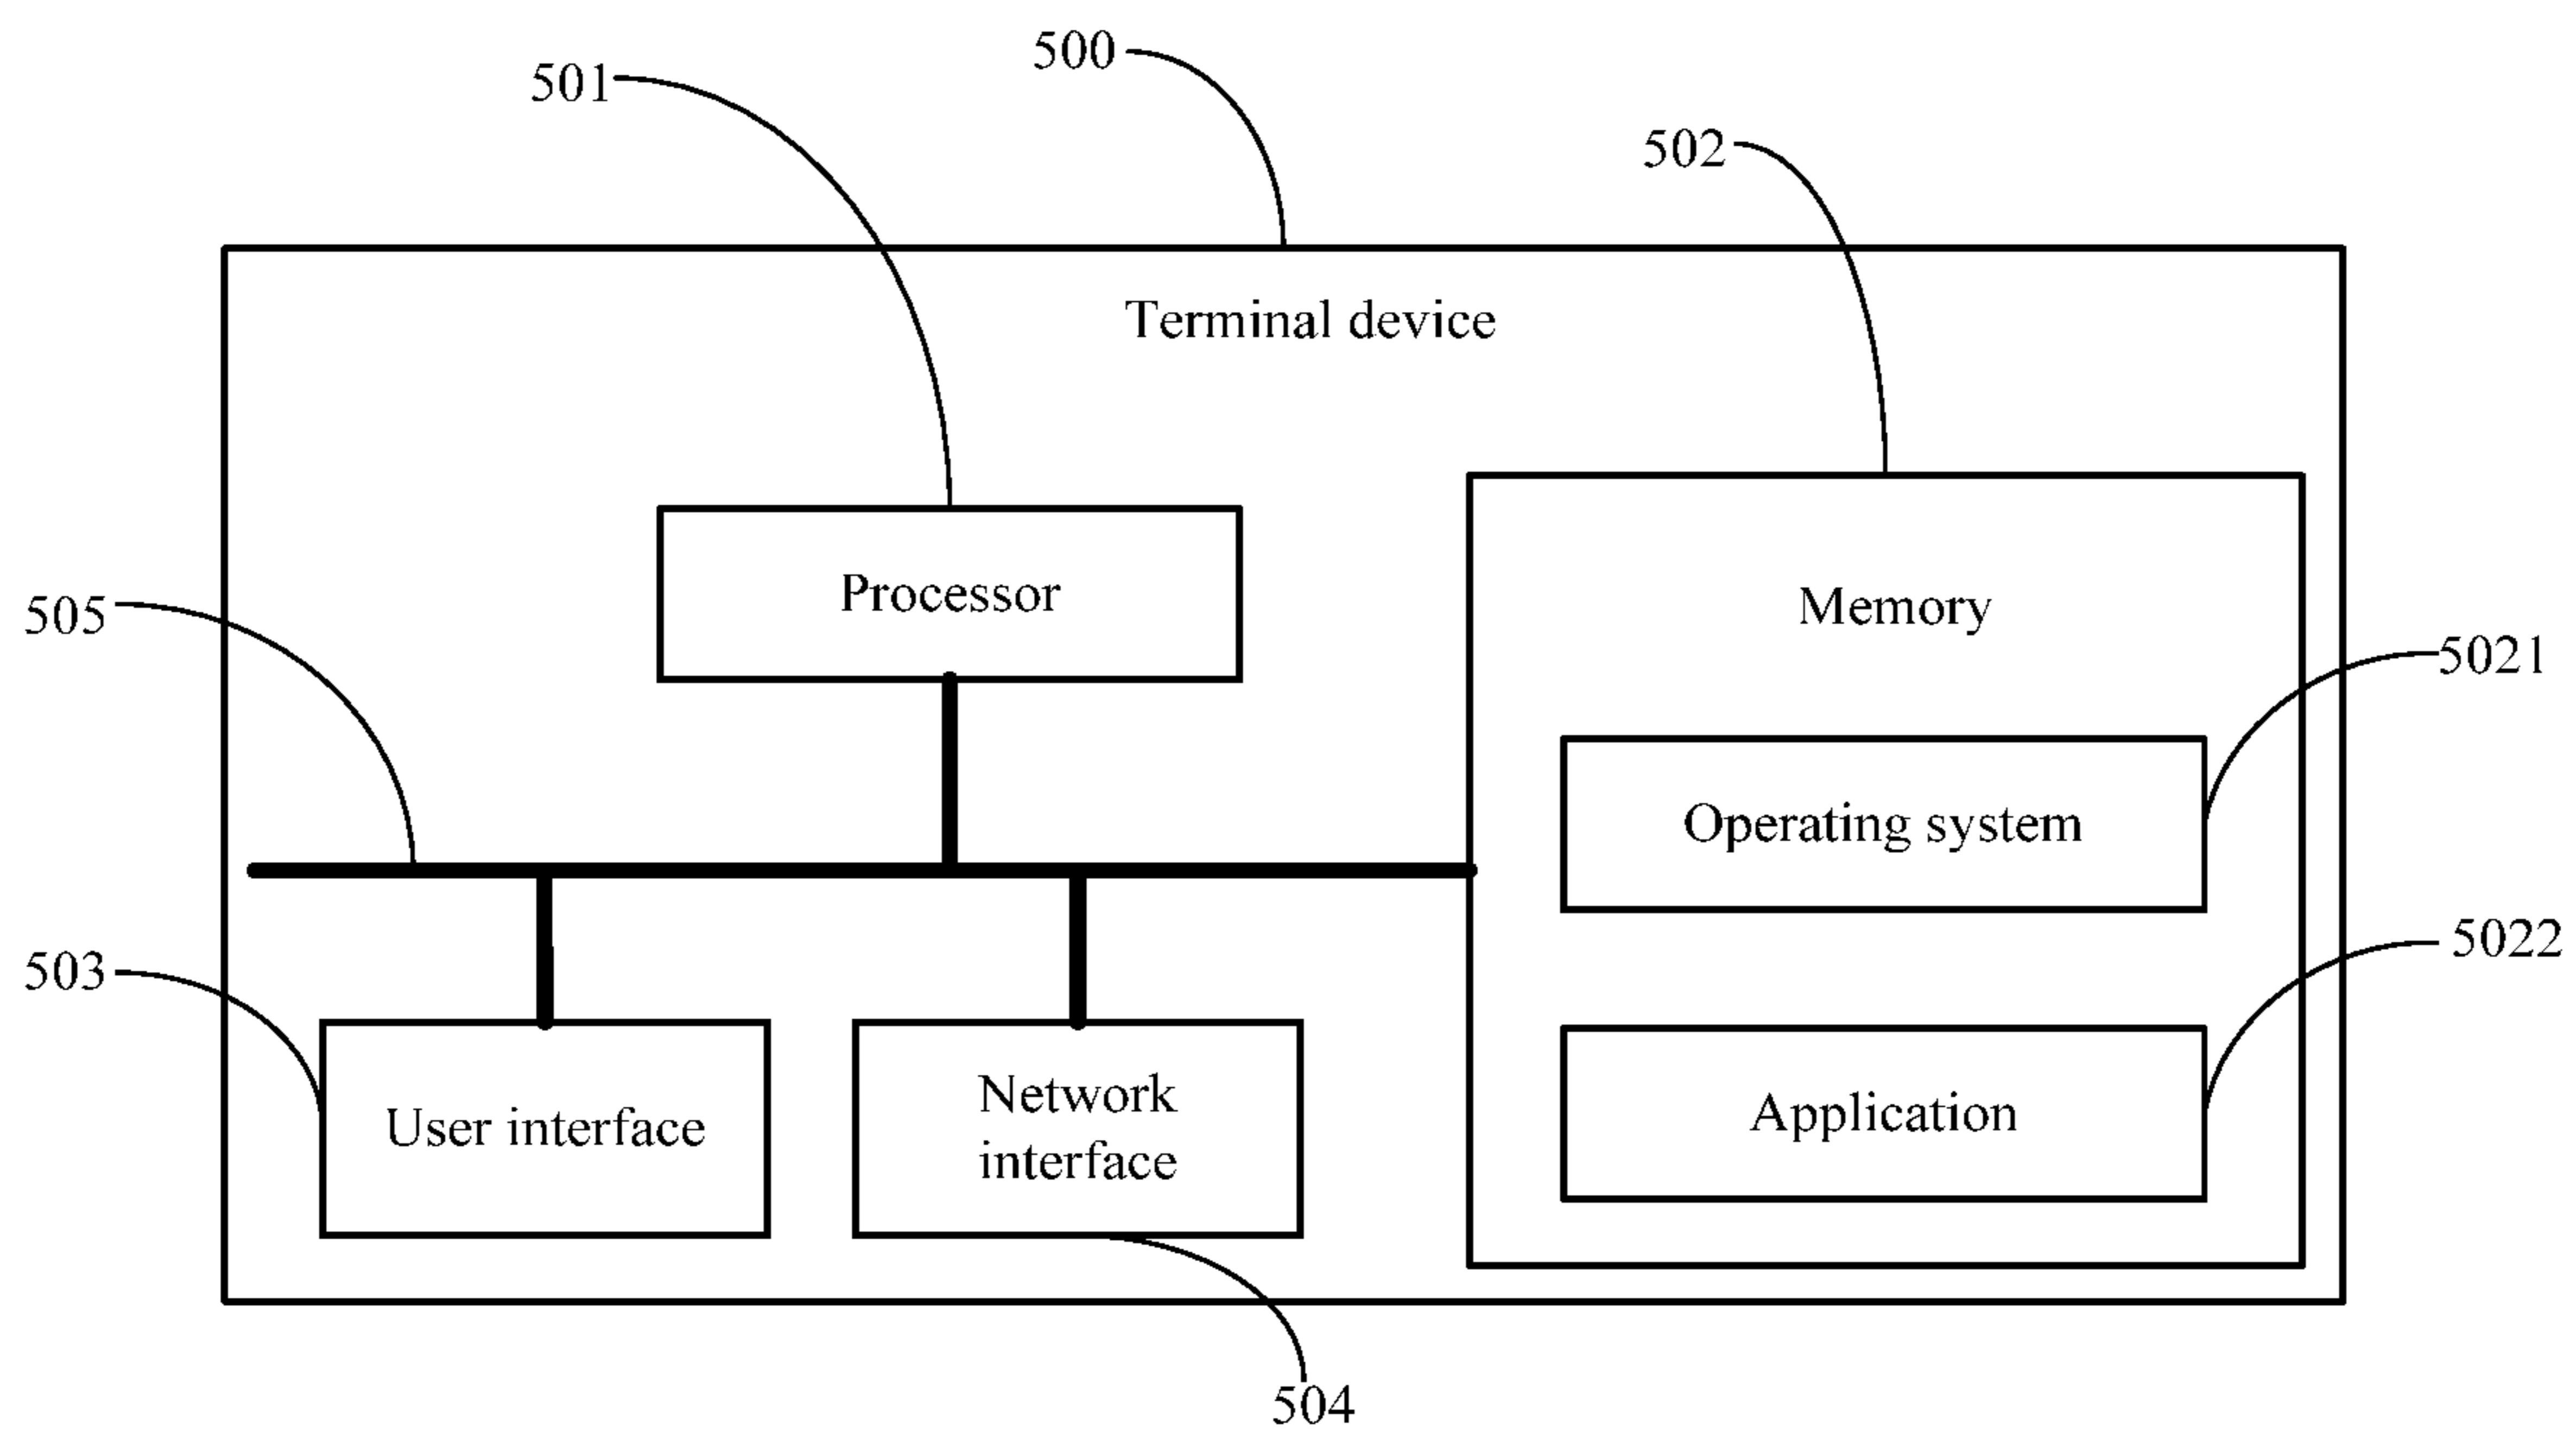 500
501
502
Terminal device
Processor
505
Memory
5021
Operating system
5022
503
Network
interface
User interface
Application
504